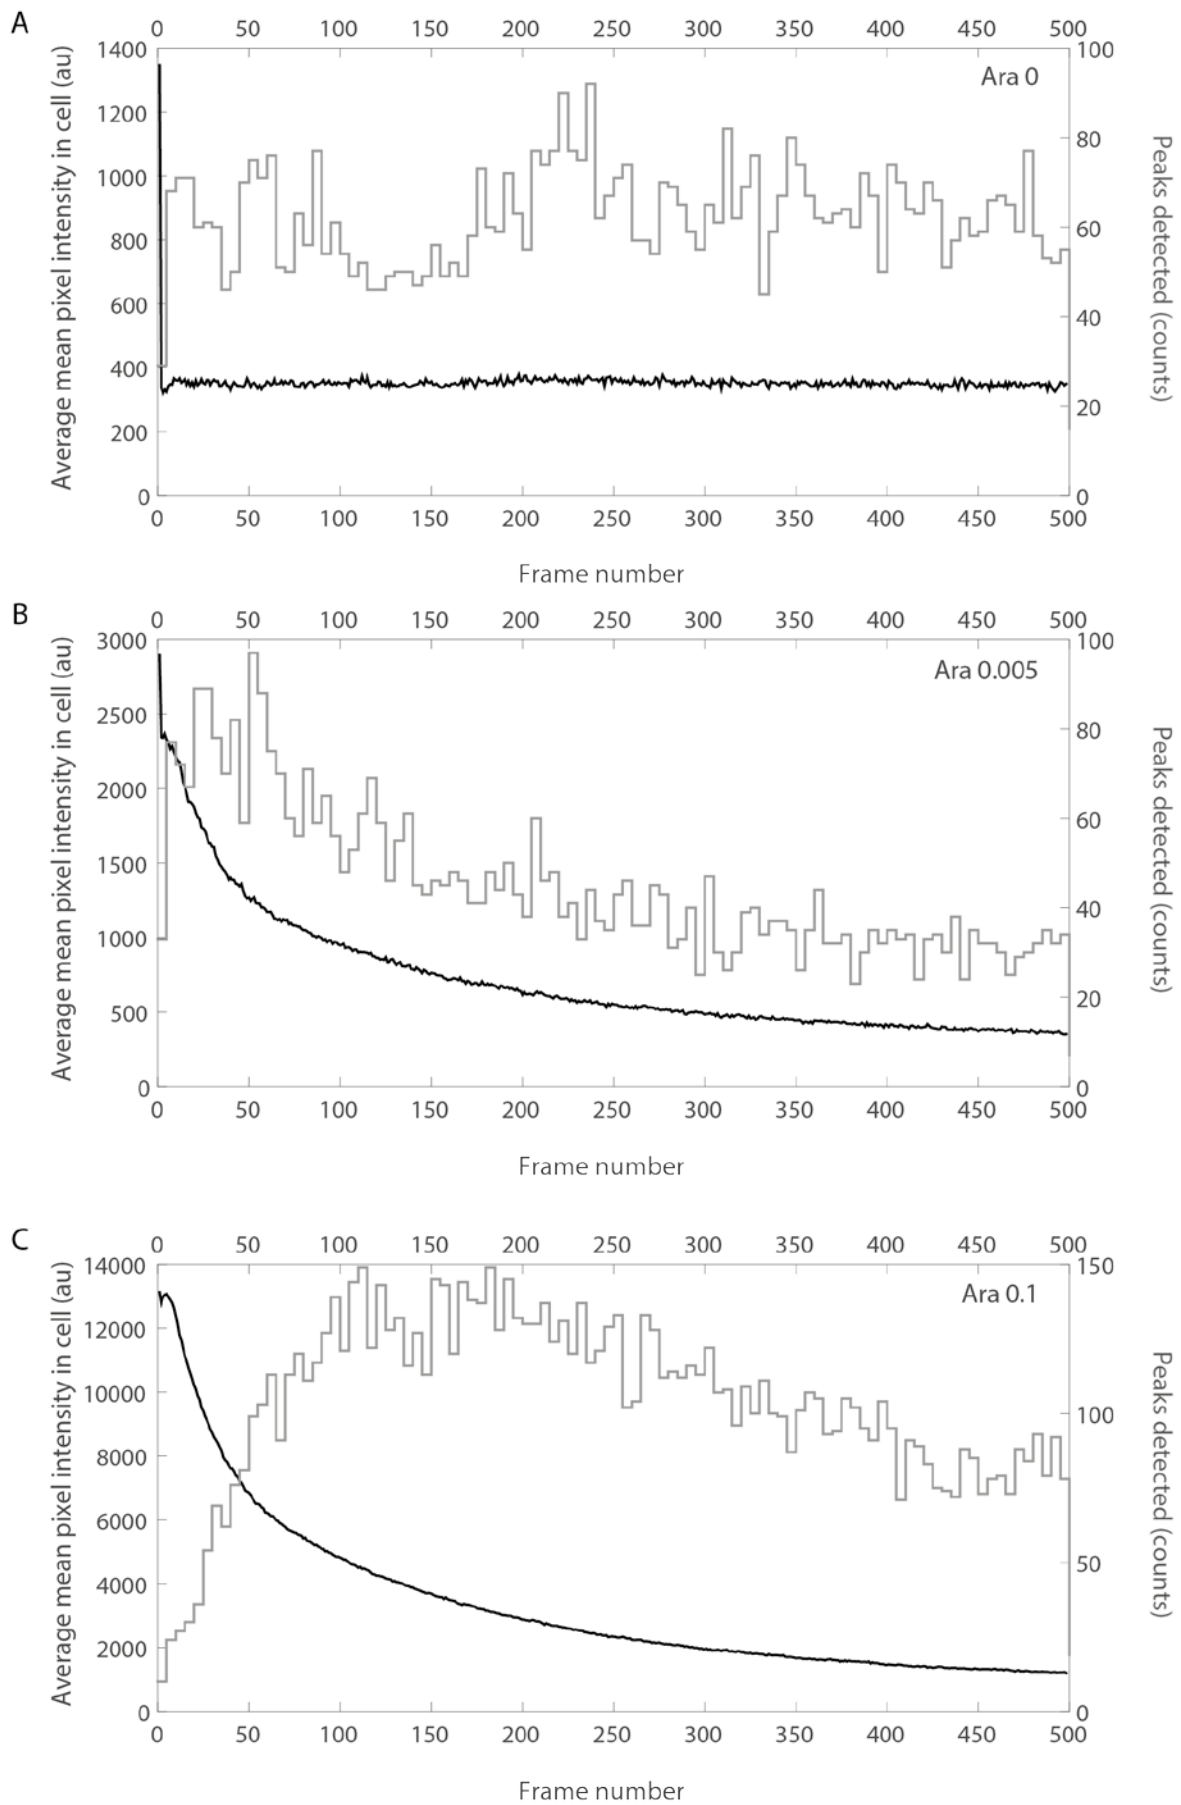 A
0 50 100 150 200 250 300 350 400 450 500
Average mean pixel intensity in cell (au)
1400
1200
1000
800
600
400
200
0
Ara 0
100
80
60
40
20
0
Peaks detected (counts)
0 50 100 150 200 250 300 350 400 450 500
Frame number
B
0 50 100 150 200 250 300 350 400 450 500
Average mean pixel intensity in cell (au)
3000
2500
2000
1500
1000
500
0
Ara 0.005
100
80
60
40
20
0
Peaks detected (counts)
0 50 100 150 200 250 300 350 400 450 500
Frame number
C
0 50 100 150 200 250 300 350 400 450 500
Average mean pixel intensity in cell (au)
14000
12000
10000
8000
6000
4000
2000
0
Ara 0.1
150
100
50
0
Peaks detected (counts)
0 50 100 150 200 250 300 350 400 450 500
Frame number